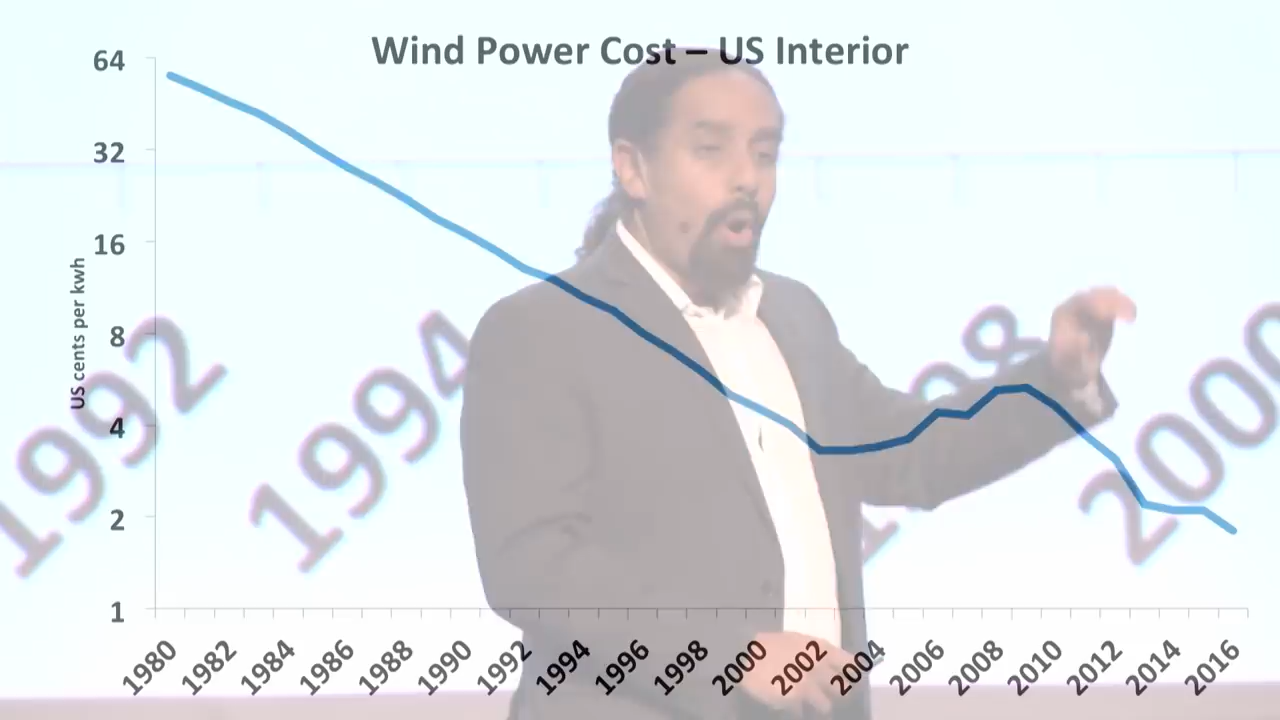 Wind Power Cost – US Interior
64
32
16
8
4
2
1
US cents per kwh
1980 1982 1984 1986 1988 1990 1992 1994 1996 1998 2000 2002 2004 2006 2008 2010 2012 2014 2016
1992 1994 2000